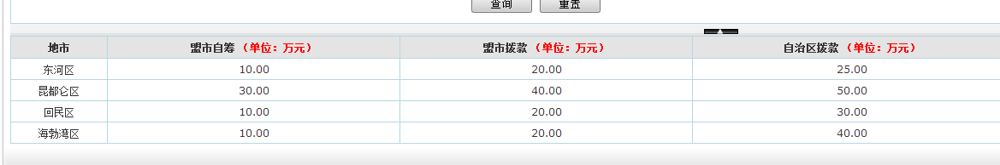 查询 重置
地市 盟市自筹（单位：万元） 盟市拨款（单位：万元） 自治区拨款（单位：万元）
东河区 10.00 20.00 25.00
昆都仑区 30.00 40.00 50.00
回民区 10.00 20.00 30.00
海勃湾区 10.00 20.00 40.00